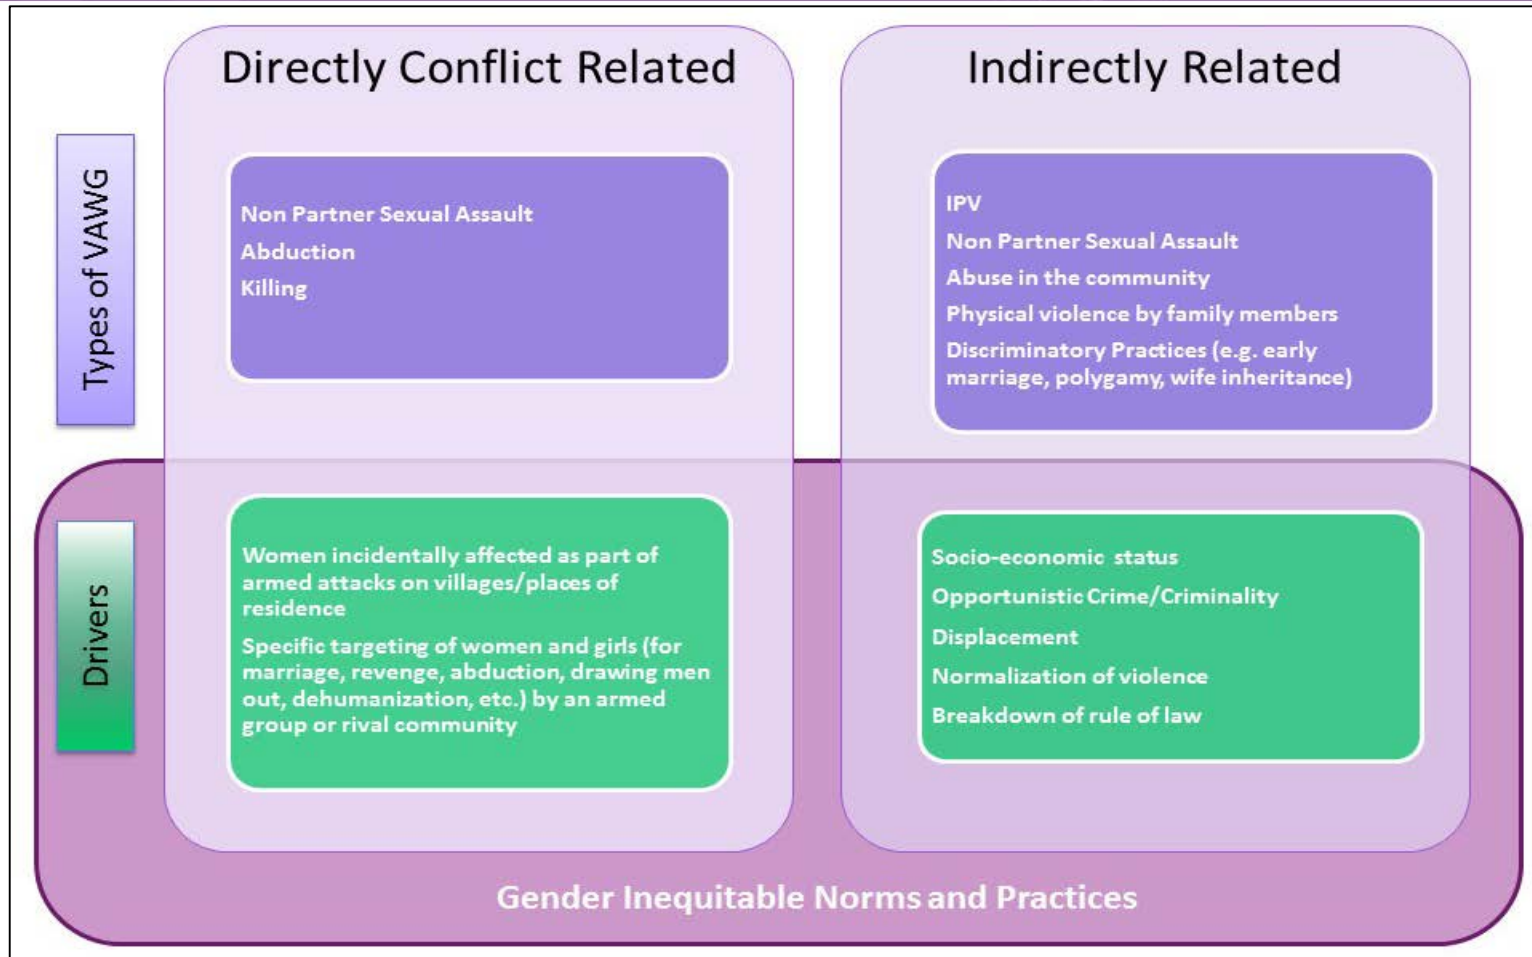 Directly Conflict Related
Indirectly Related
Types of VAWG
Non Partner Sexual Assault
Abduction
Killing
IPV
Non Partner Sexual Assault
Abuse in the community
Physical violence by family members
Discriminatory Practices (e.g. early
marriage, polygamy, wife inheritance)
Drivers
Women incidentally affected as part of
armed attacks on villages/places of
residence
Specific targeting of women and girls (for
marriage, revenge, abduction, drawing men
out, dehumanization, etc.) by an armed
group or rival community
Socio-economic status
Opportunistic Crime/Criminality
Displacement
Normalization of violence
Breakdown of rule of law
Gender Inequitable Norms and Practices